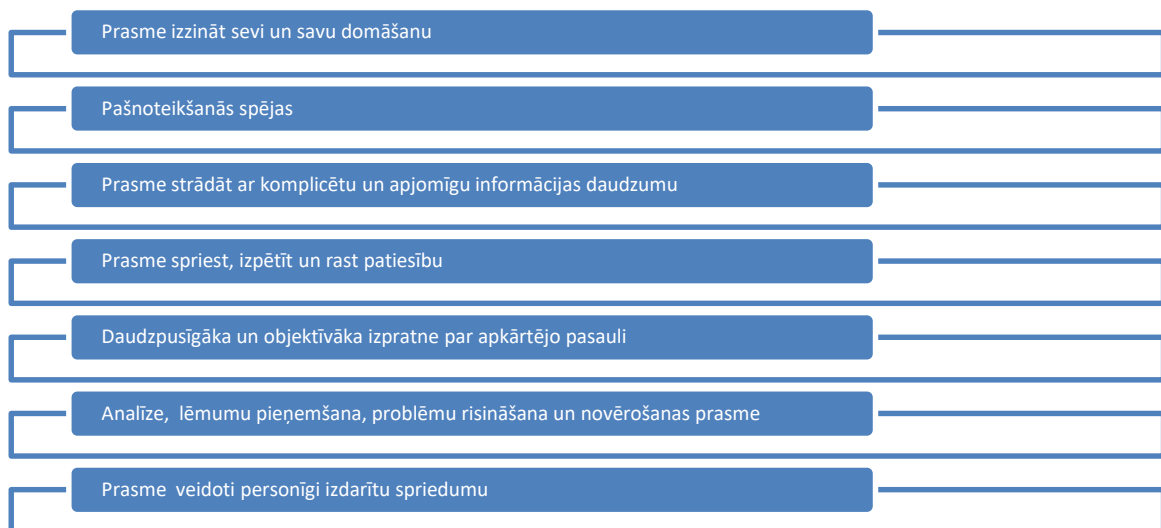 Prasme izzināt sevi un savu domāšanu
Pašnoteikšanās spējas
Prasme strādāt ar komplicētu un apjomīgu informācijas daudzumu
Prasme spriest, izpētīt un rast patiesību
Daudzpusīgāka un objektīvāka izpratne par apkārtējo pasauli
Analīze,  lēmumu pieņemšana, problēmu risināšana un novērošanas prasme
Prasme  veidoti personīgi izdarītu spriedumu